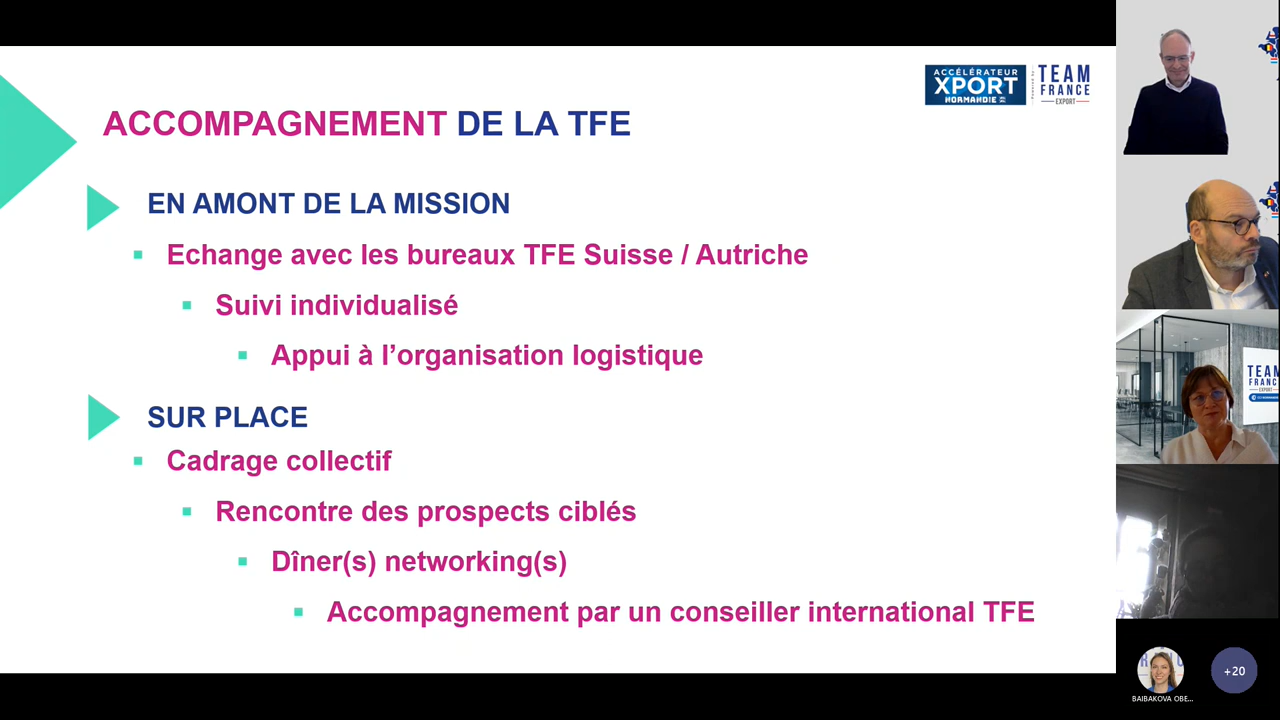 ACCÉLÉRATEUR
XPORT
NORMANDIE
TEAM
FRANCE
EXPORT
ACCOMPAGNEMENT DE LA TFE
EN AMONT DE LA MISSION
Echange avec les bureaux TFE Suisse / Autriche
Suivi individualisé
Appui à l’organisation logistique
SUR PLACE
Cadrage collectif
Rencontre des prospects ciblés
Dîner(s) networking(s)
Accompagnement par un conseiller international TFE
TEAM
FRANCE
EXPORT
BAIBAKOVA OBE...
+20